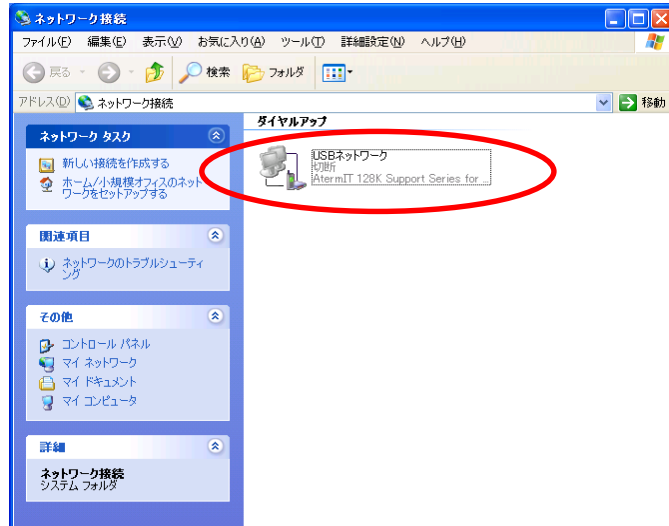 ネットワーク接続
ファイル(F) 編集(E) 表示(V) お気に入り(A) ツール(T) 詳細設定(N) ヘルプ(H)
戻る 検索 フォルダ
アドレス(D) ネットワーク接続 移動
ダイヤルアップ
ネットワーク タスク
新しい接続を作成する
ホーム/小規模オフィスのネット
ワークをセットアップする
USBネットワーク
切断
AtermIT 128K Support Series for ...
関連項目
ネットワークのトラブルシューティ
ング
その他
コントロール パネル
マイ ネットワーク
マイ ドキュメント
マイ コンピュータ
詳細
ネットワーク接続
システム フォルダ